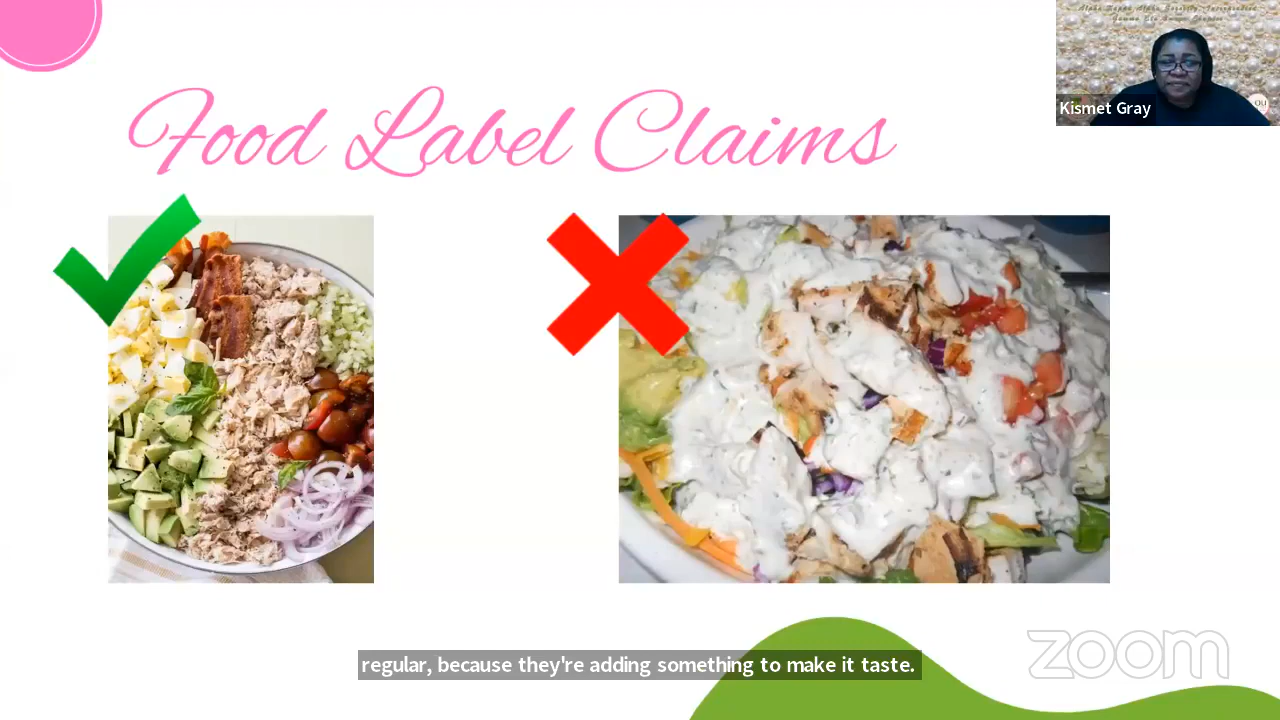 Food Label Claims
Kismet Gray
regular, because they're adding something to make it taste.
zoom